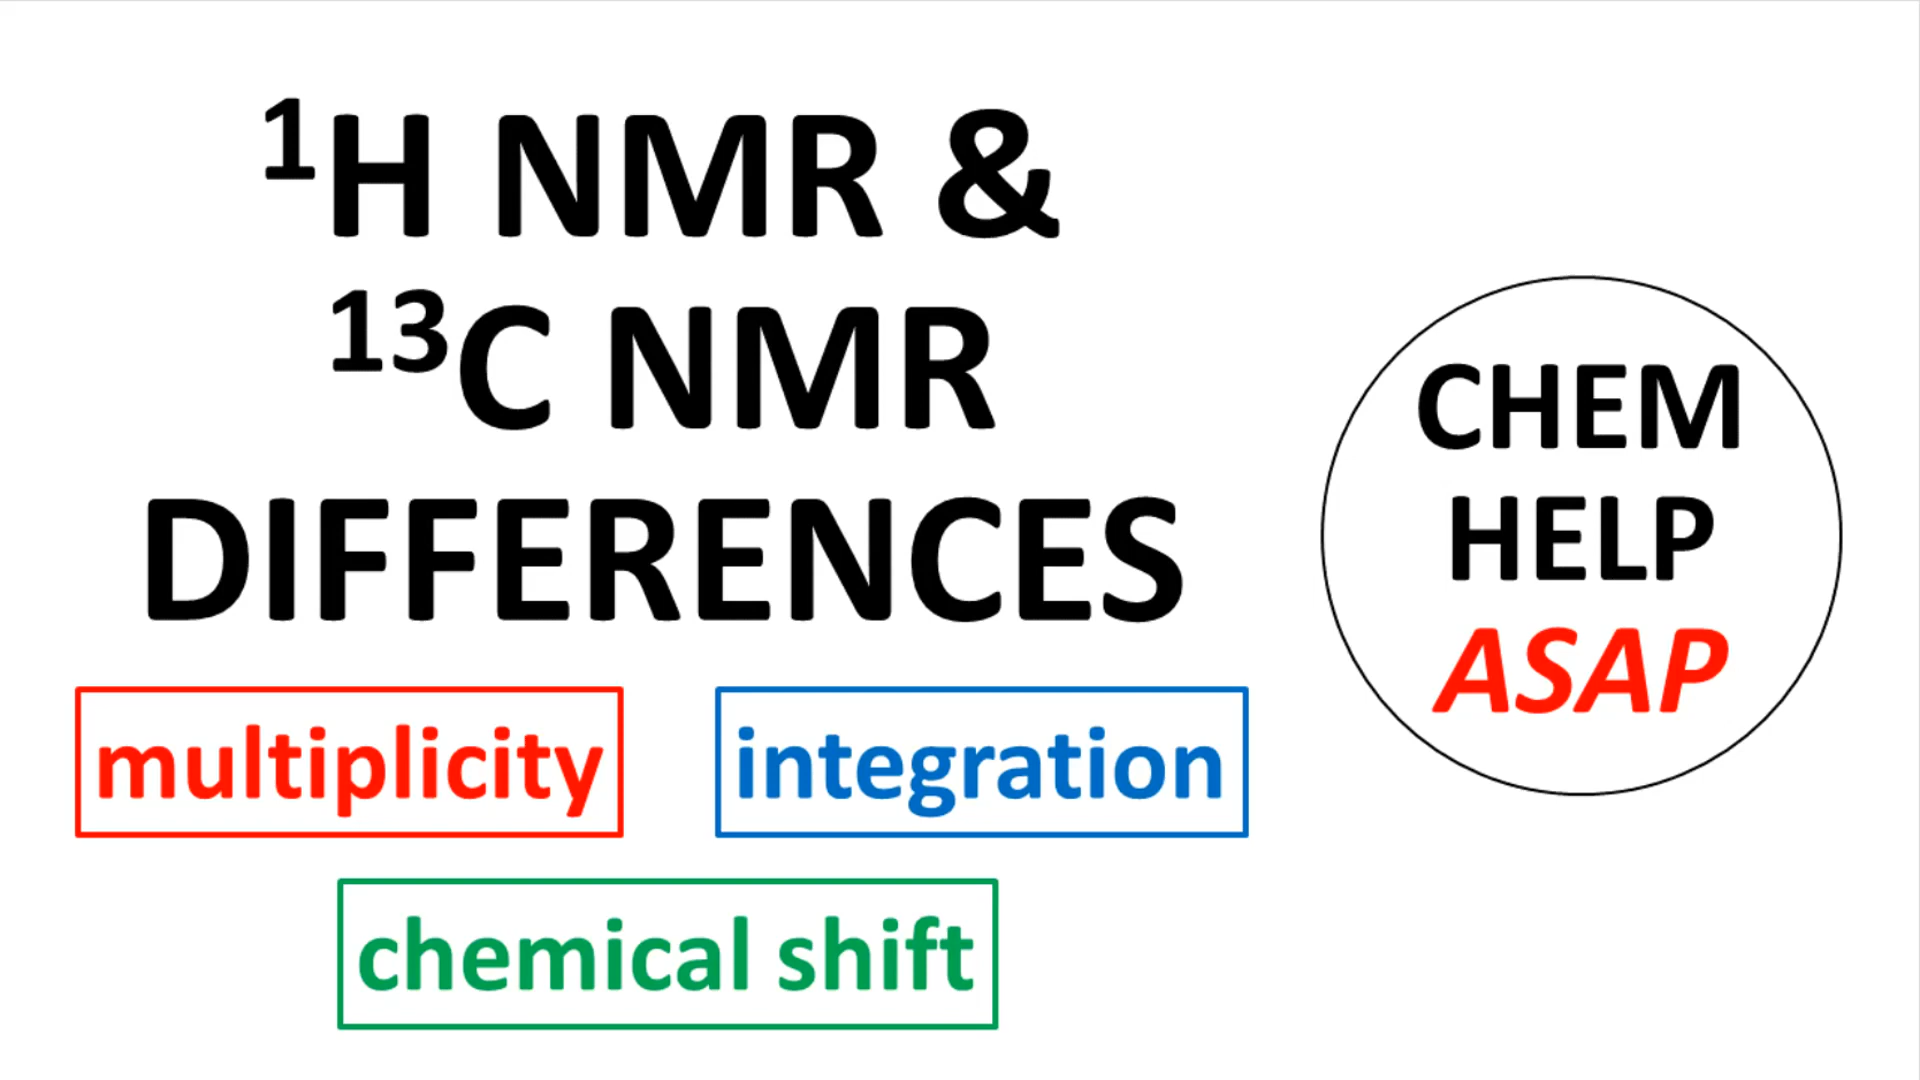 ¹H NMR &
¹³C NMR
DIFFERENCES
multiplicity
integration
chemical shift
CHEM
HELP
ASAP